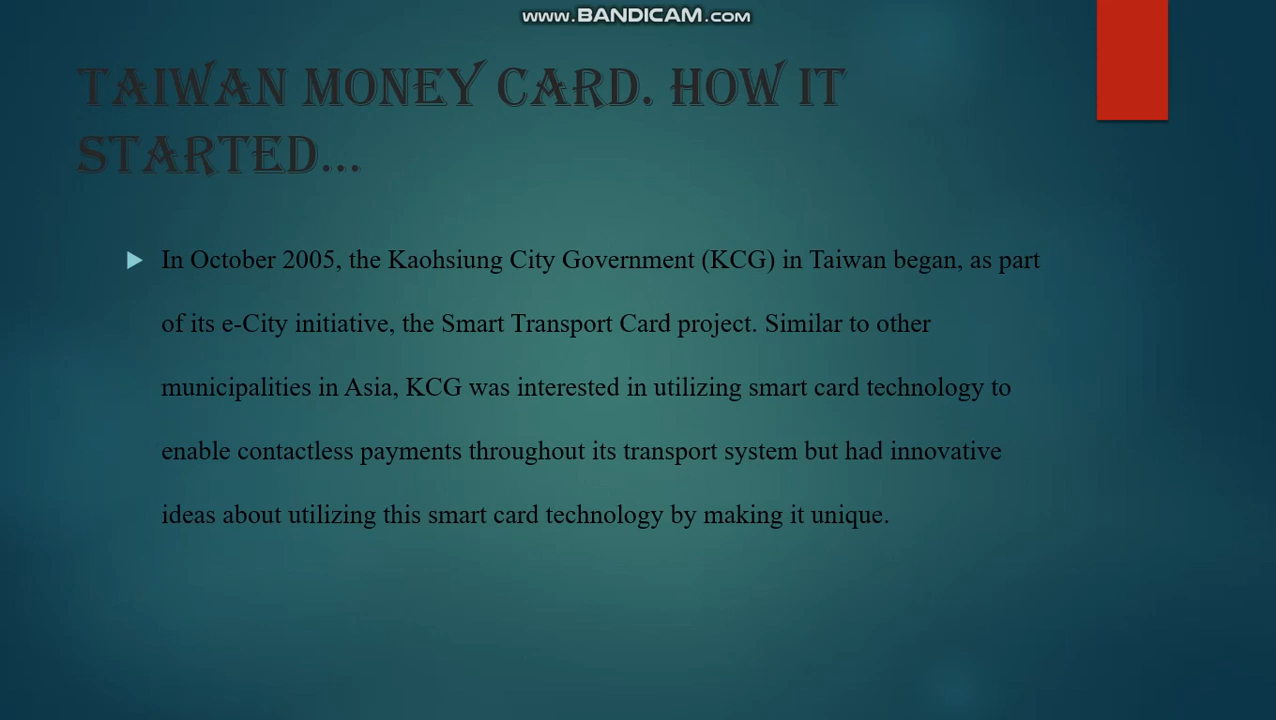 www.BANDICAM.com
TAIWAN MONEY CARD. HOW IT
STARTED...
In October 2005, the Kaohsiung City Government (KCG) in Taiwan began, as part
of its e-City initiative, the Smart Transport Card project. Similar to other
municipalities in Asia, KCG was interested in utilizing smart card technology to
enable contactless payments throughout its transport system but had innovative
ideas about utilizing this smart card technology by making it unique.